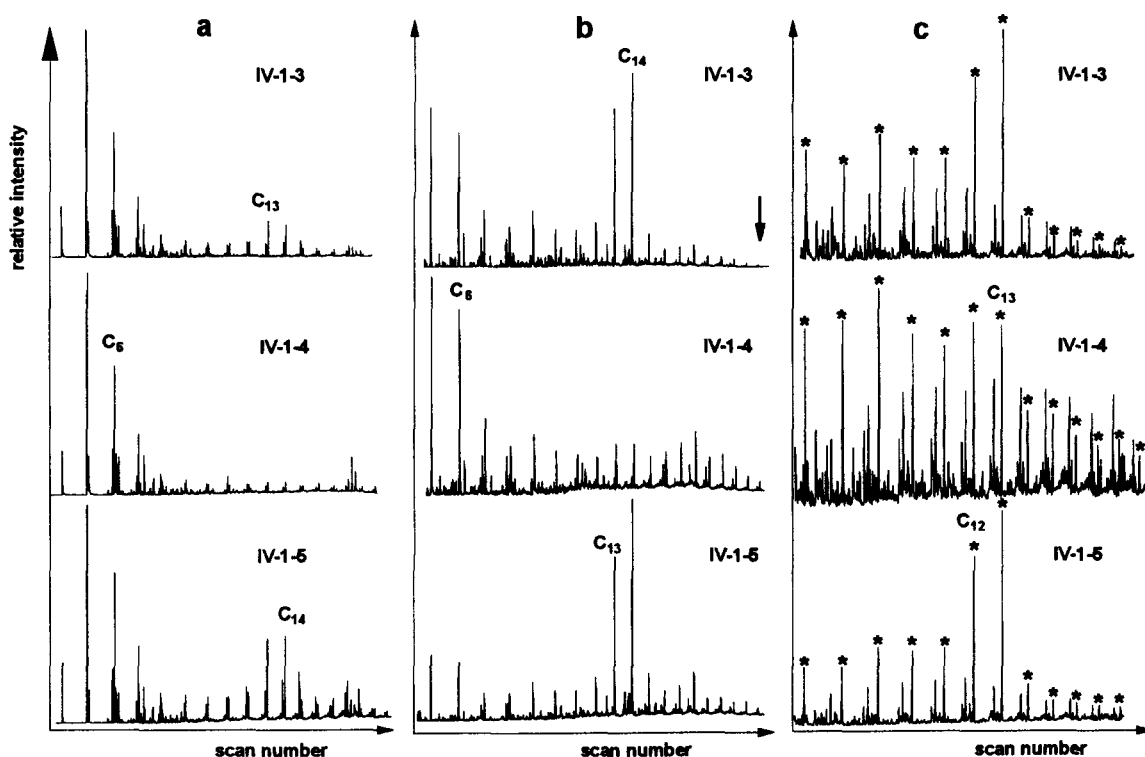 a
b
c
relative intensity
IV-1-3
C13
IV-1-4
C6
IV-1-5
C14
scan number
C14
IV-1-3
C6
IV-1-4
C13
IV-1-5
scan number
* * * * * * * * * * * *
IV-1-3
C13
* * * * * * * * * * * * *
IV-1-4
C12
* * * * * * * * * * * *
IV-1-5
scan number